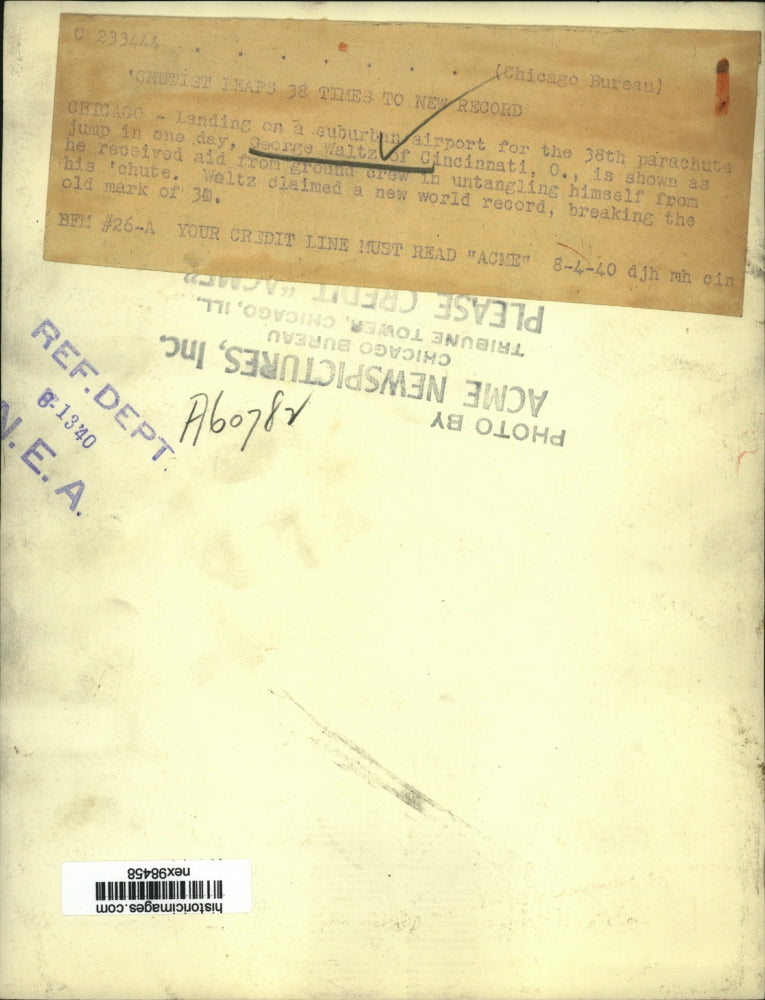 C 233444 . . . . . . .
(Chicago Bureau)
'CHUTIST LEAPS 38 TIMES TO NEW RECORD
CHICAGO - Landing on a suburban airport for the 38th parachute
jump in one day, George Waltz of Cincinnati, O., is shown as
he received aid from ground crew in untangling himself from
his 'chute. Waltz claimed a new world record, breaking the
old mark of
BFM #26-A YOUR CREDIT LINE MUST READ "ACME" 8-4-40 djh mh cin
PHOTO BY
ACME NEWSPICTURES, Inc.
CHICAGO BUREAU
TRIBUNE TOWER, CHICAGO, ILL.
PLEASE CREDIT "ACME"
REF. DEPT
8-13 40
N.E.A.
A60782
historicimages.com
nex98458